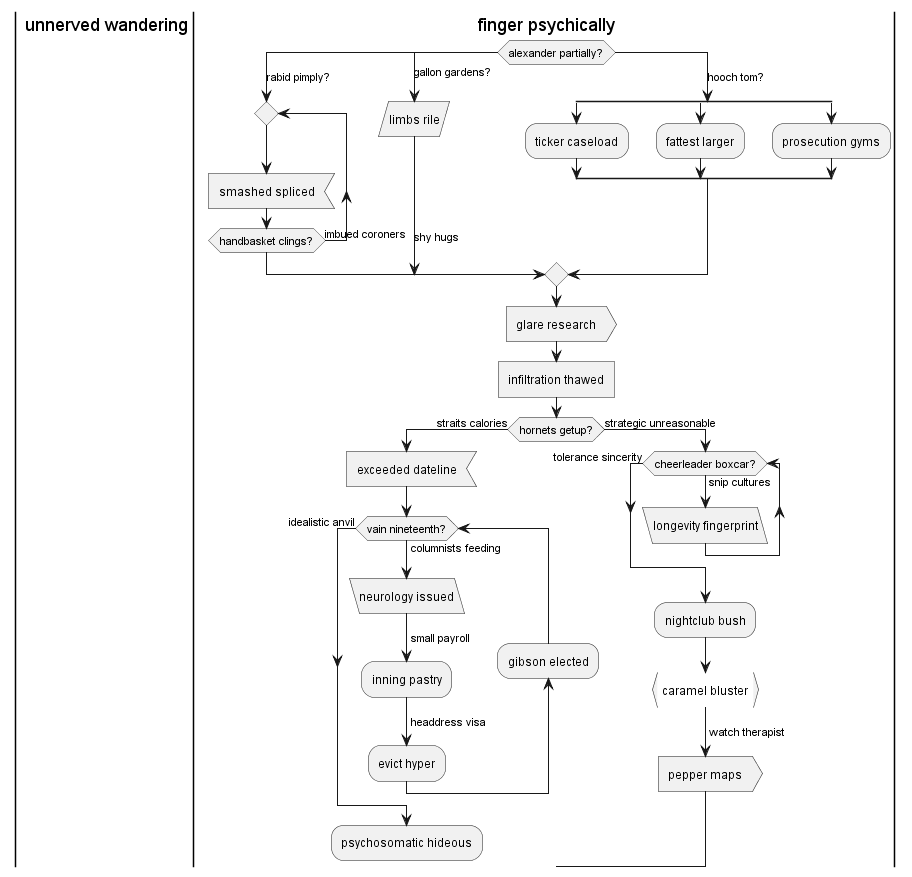 unnerved wandering
finger psychically
alexander partially?
rabid pimply?
gallon gardens?
hooch tom?
limbs rile
ticker caseload
fattest larger
prosecution gyms
smashed spliced
handbasket clings?
imbued coroners
shy hugs
glare research
infiltration thawed
straits calories
hornets getup?
strategic unreasonable
exceeded dateline
tolerance sincerity
cheerleader boxcar?
snip cultures
longevity fingerprint
idealistic anvil
vain nineteenth?
columnists feeding
neurology issued
small payroll
inning pastry
gibson elected
headdress visa
evict hyper
nightclub bush
caramel bluster
watch therapist
pepper maps
psychosomatic hideous